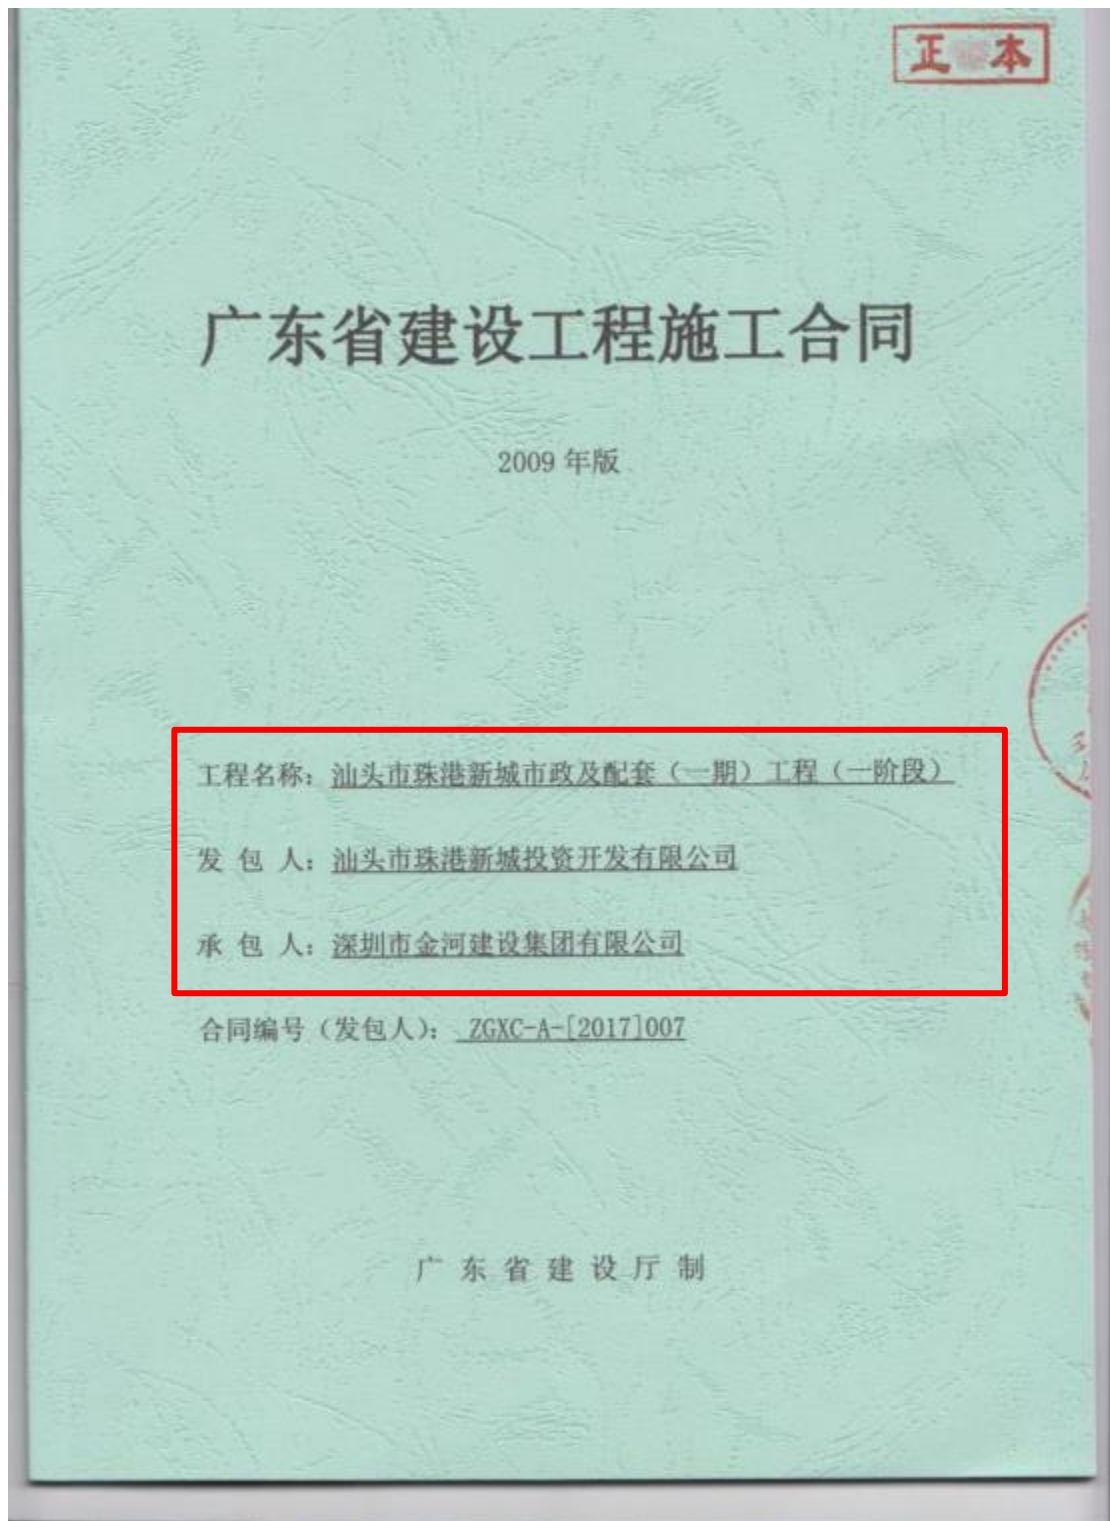 正本
广东省建设工程施工合同
2009 年版
工程名称：汕头市珠港新城市政及配套（一期）工程（一阶段）
发 包 人：汕头市珠港新城投资开发有限公司
承 包 人：深圳市金河建设集团有限公司
合同编号（发包人）： ZGXC-A-[2017]007
广 东 省 建 设 厅 制